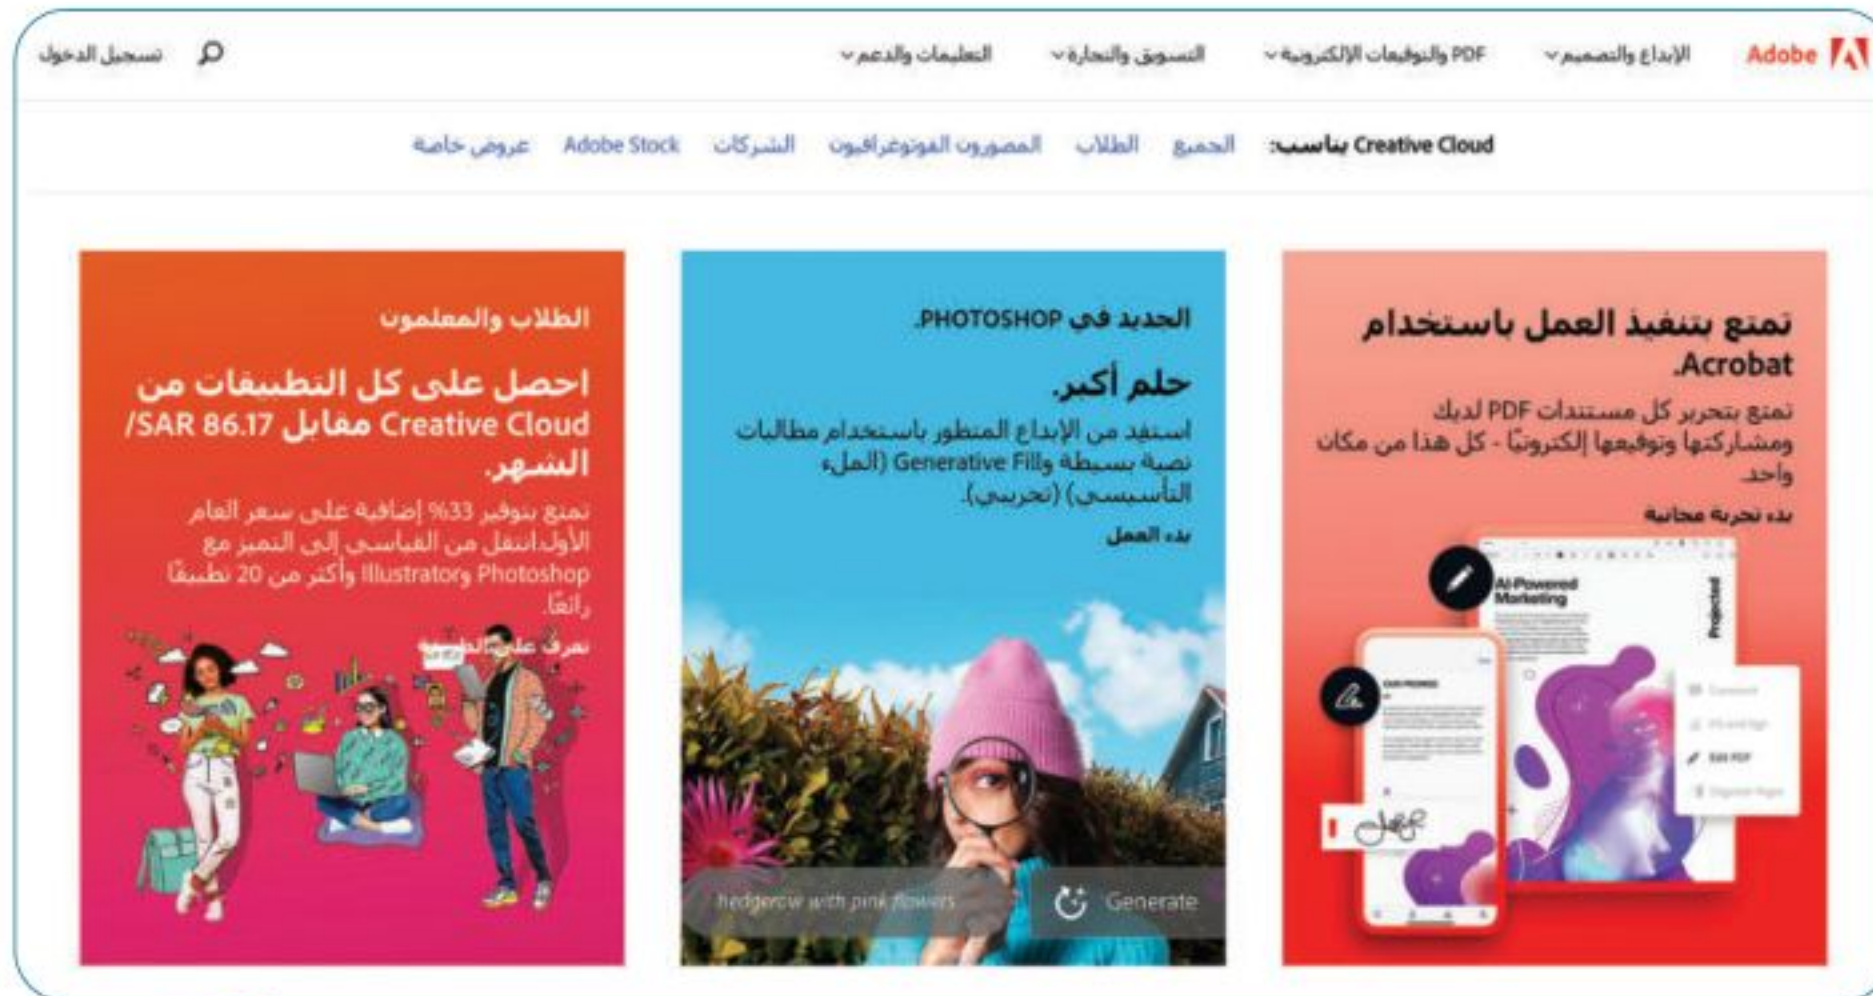 Adobe
الإبداع والتصميم
PDF والتوقيعات الإلكترونية
التسويق والتجارة
التعليمات والدعم
تسجيل الدخول
Creative Cloud يناسب: الجميع الطلاب المصورون الفوتوغرافيون الشركات Adobe Stock عروض خاصة
تمتع بتنفيذ العمل باستخدام
Acrobat.
تمتع بتحرير كل مستندات PDF لديك
ومشاركتها وتوقيعها إلكترونيًا - كل هذا من مكان
واحد.
بدء تجربة مجانية
AI-Powered
Marketing
Projected
Edit PDF
الجديد في PHOTOSHOP.
حلم أكبر.
استفد من الإبداع المتطور باستخدام مطالبات
نصية بسيطة وGenerative Fill (الملء
التأسيسي) (تجريبي).
بدء العمل
hedgerow with pink flowers
Generate
الطلاب والمعلمون
احصل على كل التطبيقات من
Creative Cloud مقابل SAR 86.17/
الشهر.
تمتع بتوفير 33% إضافية على سعر العام
الأول.انتقل من القياسي إلى التميز مع
Photoshop وIllustrator وأكثر من 20 تطبيقًا
رائعًا.
تعرف على